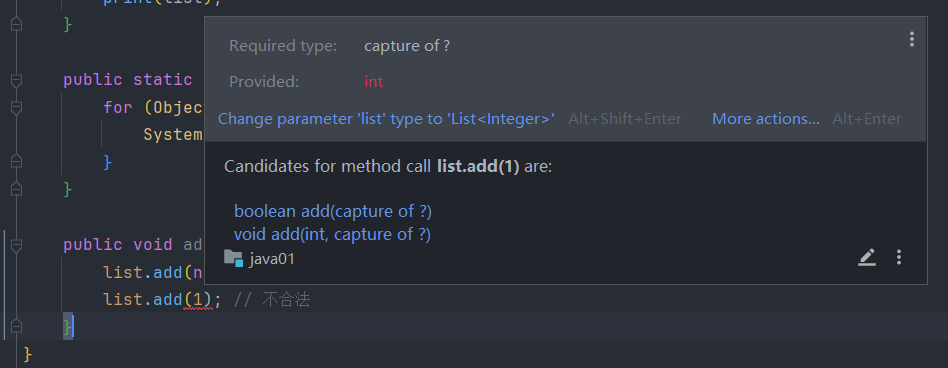 print(list);
}
Required type: capture of ?
Provided: int
Change parameter 'list' type to 'List<Integer>' Alt+Shift+Enter More actions... Alt+Enter
public static
for (Objec
System
}
}
Candidates for method call list.add(1) are:
boolean add(capture of ?)
void add(int, capture of ?)
java01
public void ad
list.add(n
list.add(1); // 不合法
}
}